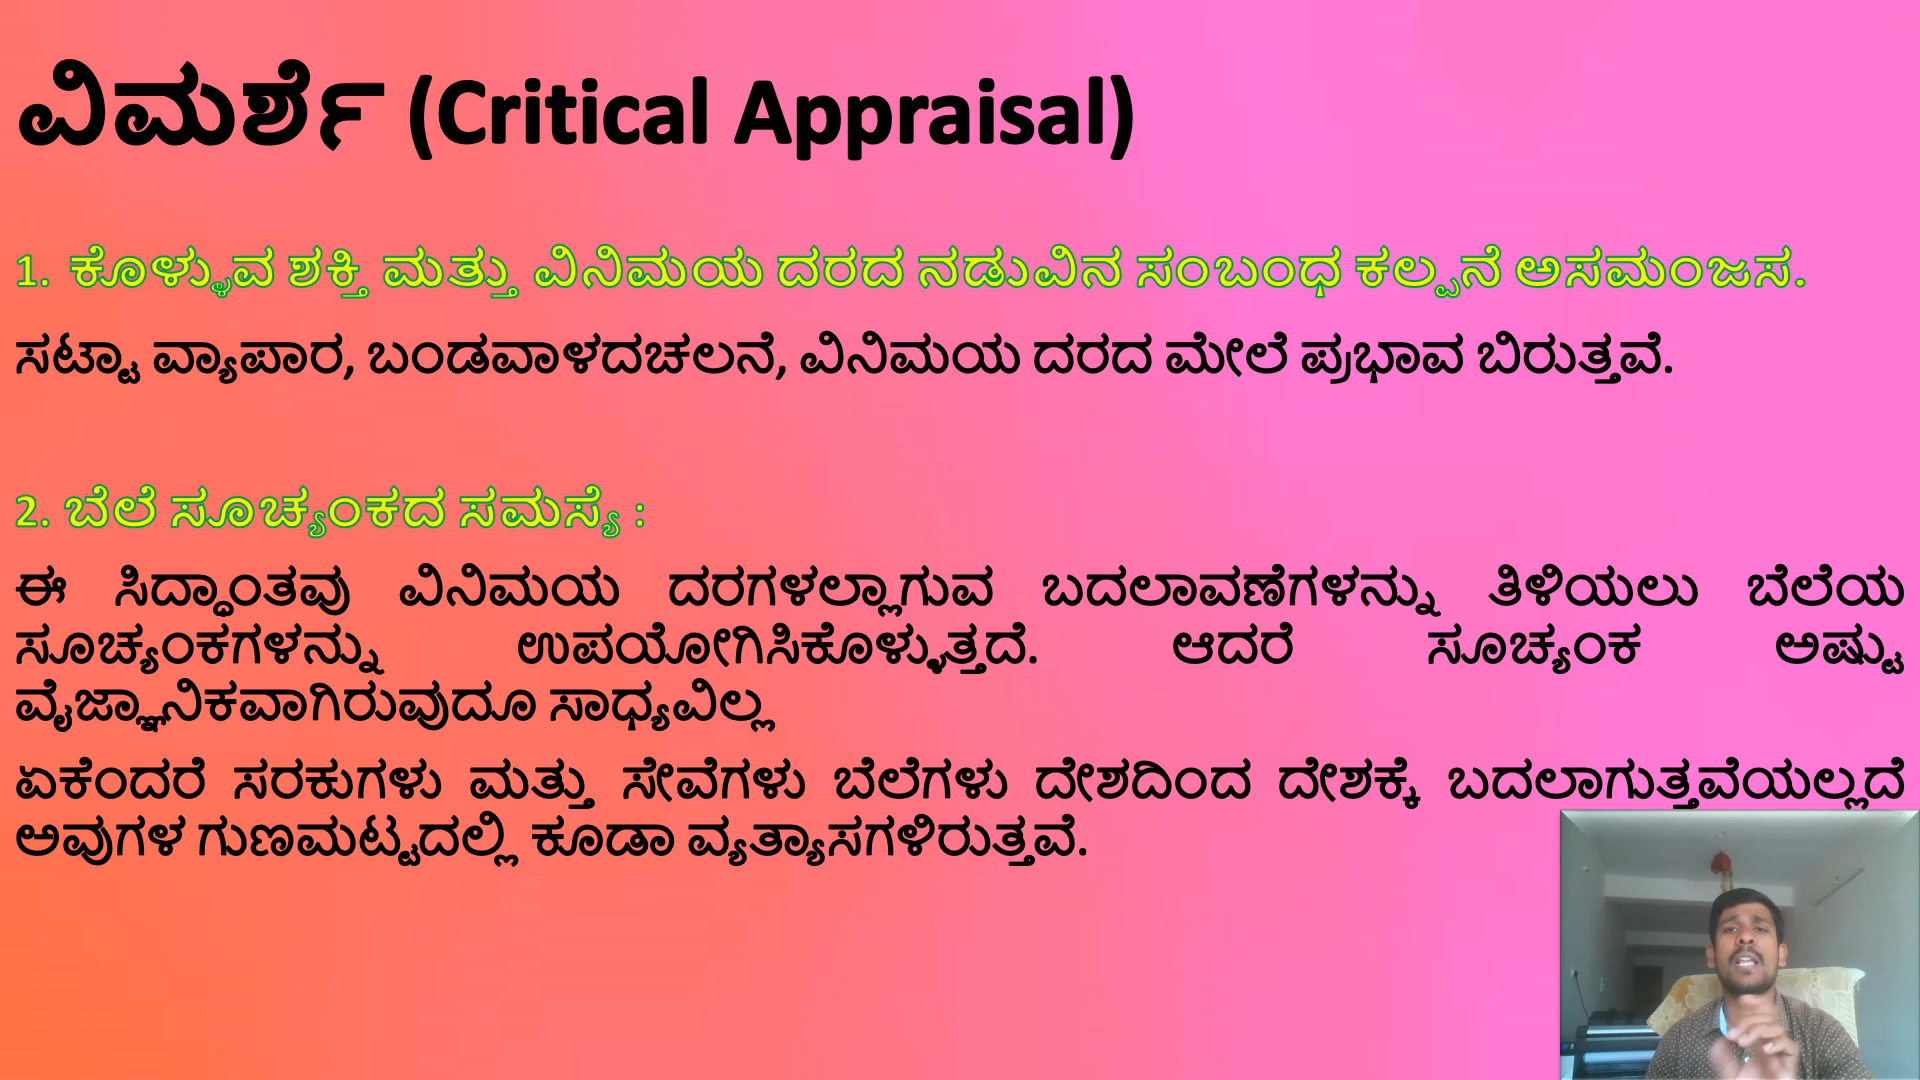 ವಿಮರ್ಶೆ (Critical Appraisal)
1. ಕೊಳ್ಳುವ ಶಕ್ತಿ ಮತ್ತು ವಿನಿಮಯ ದರದ ನಡುವಿನ ಸಂಬಂಧ ಕಲ್ಪನೆ ಅಸಮಂಜಸ.
ಸಟ್ಟಾ ವ್ಯಾಪಾರ, ಬಂಡವಾಳದಚಲನೆ, ವಿನಿಮಯ ದರದ ಮೇಲೆ ಪ್ರಭಾವ ಬಿರುತ್ತವೆ.
2. ಬೆಲೆ ಸೂಚ್ಯಂಕದ ಸಮಸ್ಯೆ :
ಈ ಸಿದ್ಧಾಂತವು ವಿನಿಮಯ ದರಗಳಲ್ಲಾಗುವ ಬದಲಾವಣೆಗಳನ್ನು ತಿಳಿಯಲು ಬೆಲೆಯ
ಸೂಚ್ಯಂಕಗಳನ್ನು ಉಪಯೋಗಿಸಿಕೊಳ್ಳುತ್ತದೆ. ಆದರೆ ಸೂಚ್ಯಂಕ ಅಷ್ಟು
ವೈಜ್ಞಾನಿಕವಾಗಿರುವುದೂ ಸಾಧ್ಯವಿಲ್ಲ
ಏಕೆಂದರೆ ಸರಕುಗಳು ಮತ್ತು ಸೇವೆಗಳು ಬೆಲೆಗಳು ದೇಶದಿಂದ ದೇಶಕ್ಕೆ ಬದಲಾಗುತ್ತವೆಯಲ್ಲದೆ
ಅವುಗಳ ಗುಣಮಟ್ಟದಲ್ಲಿ ಕೂಡಾ ವ್ಯತ್ಯಾಸಗಳಿರುತ್ತವೆ.